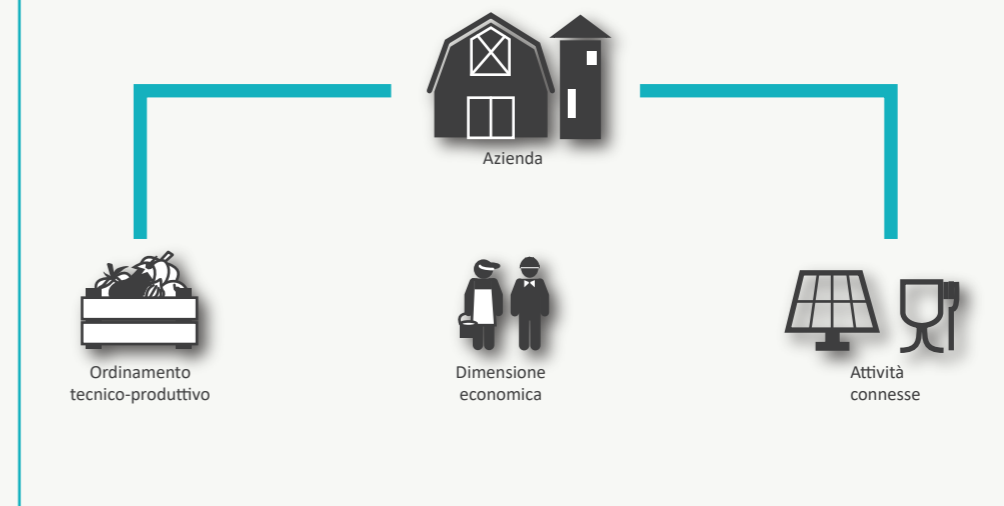 Azienda
Ordinamento
tecnico-produttivo
Dimensione
economica
Attività
connesse